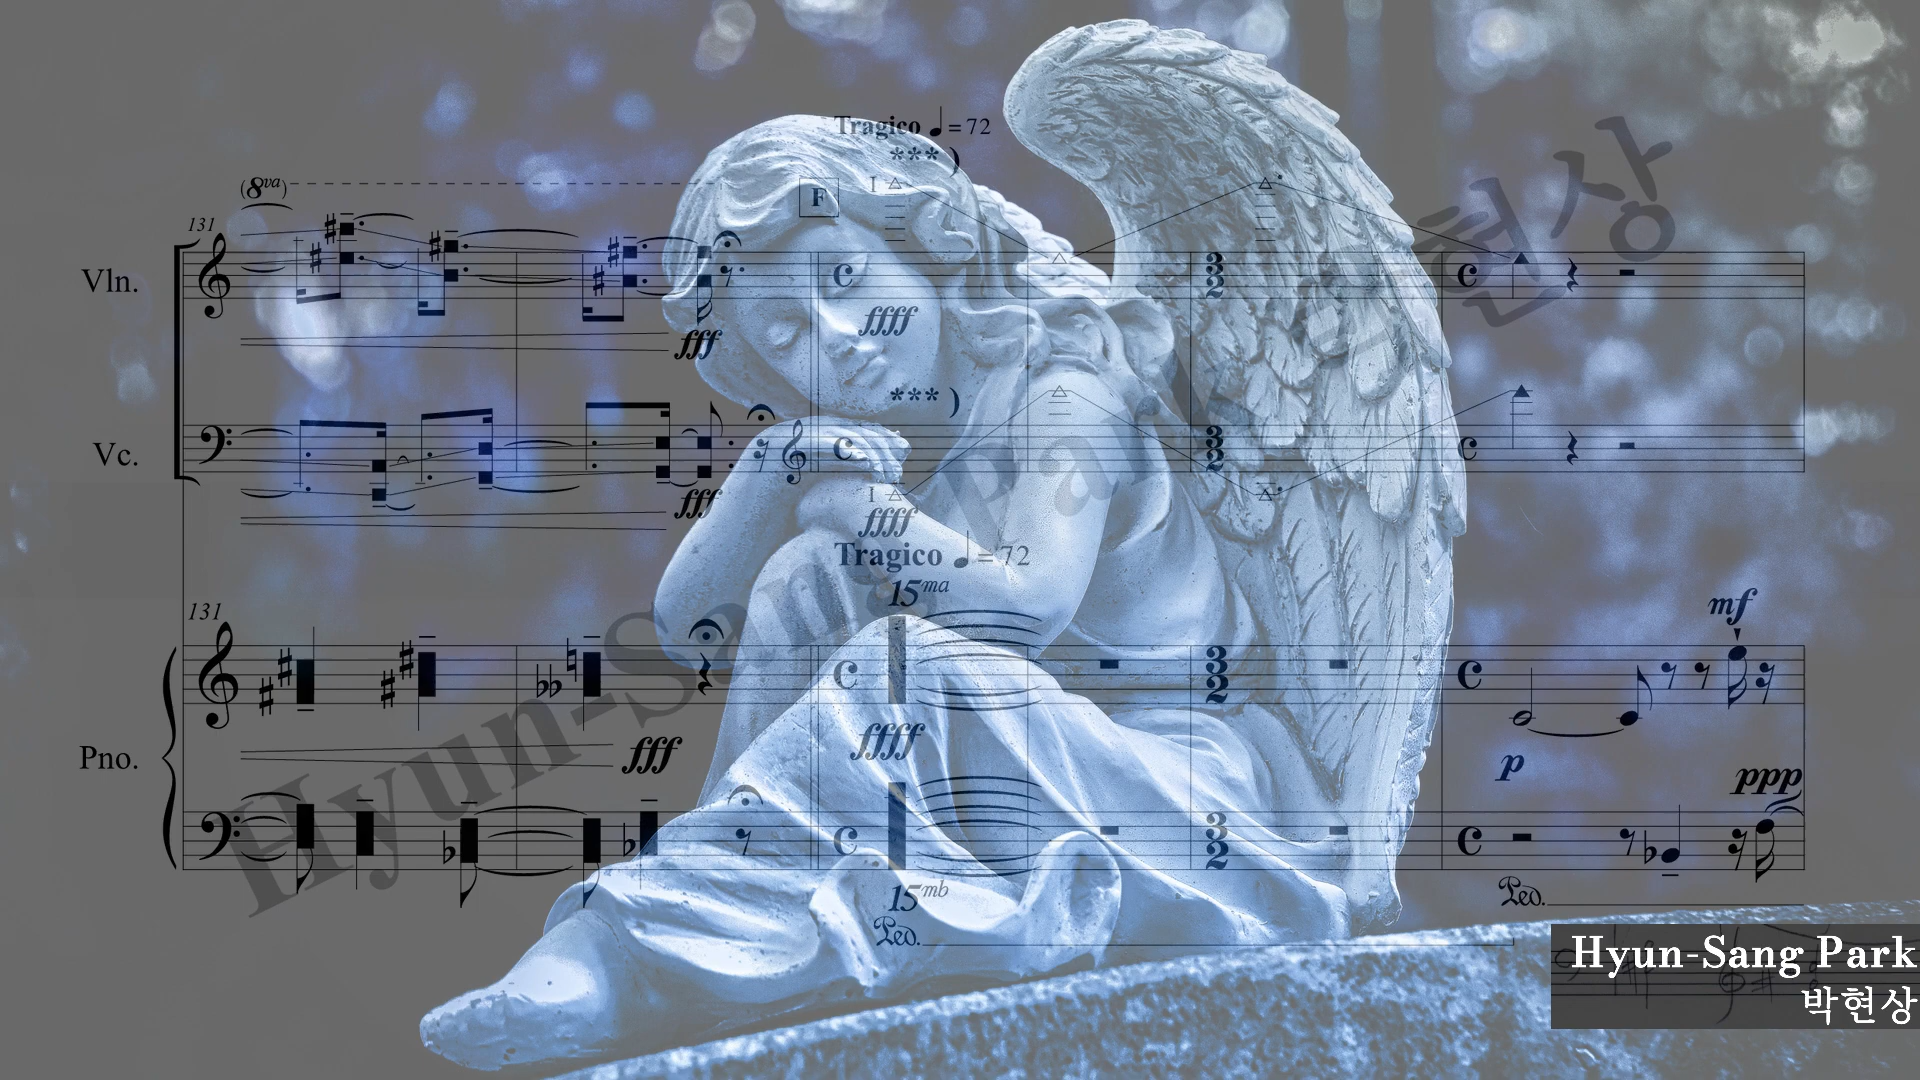 Tragico ♩= 72
*** )
(8va)
I
F
131
Vln.
fff
ffff
*** )
Vc.
fff
I
ffff
Tragico ♩= 72
15ma
131
mf
Pno.
fff
ffff
p
ppp
15mb
Ped.
Ped.
Hyun-Sang Park 박현상
Hyun-Sang Park
박현상